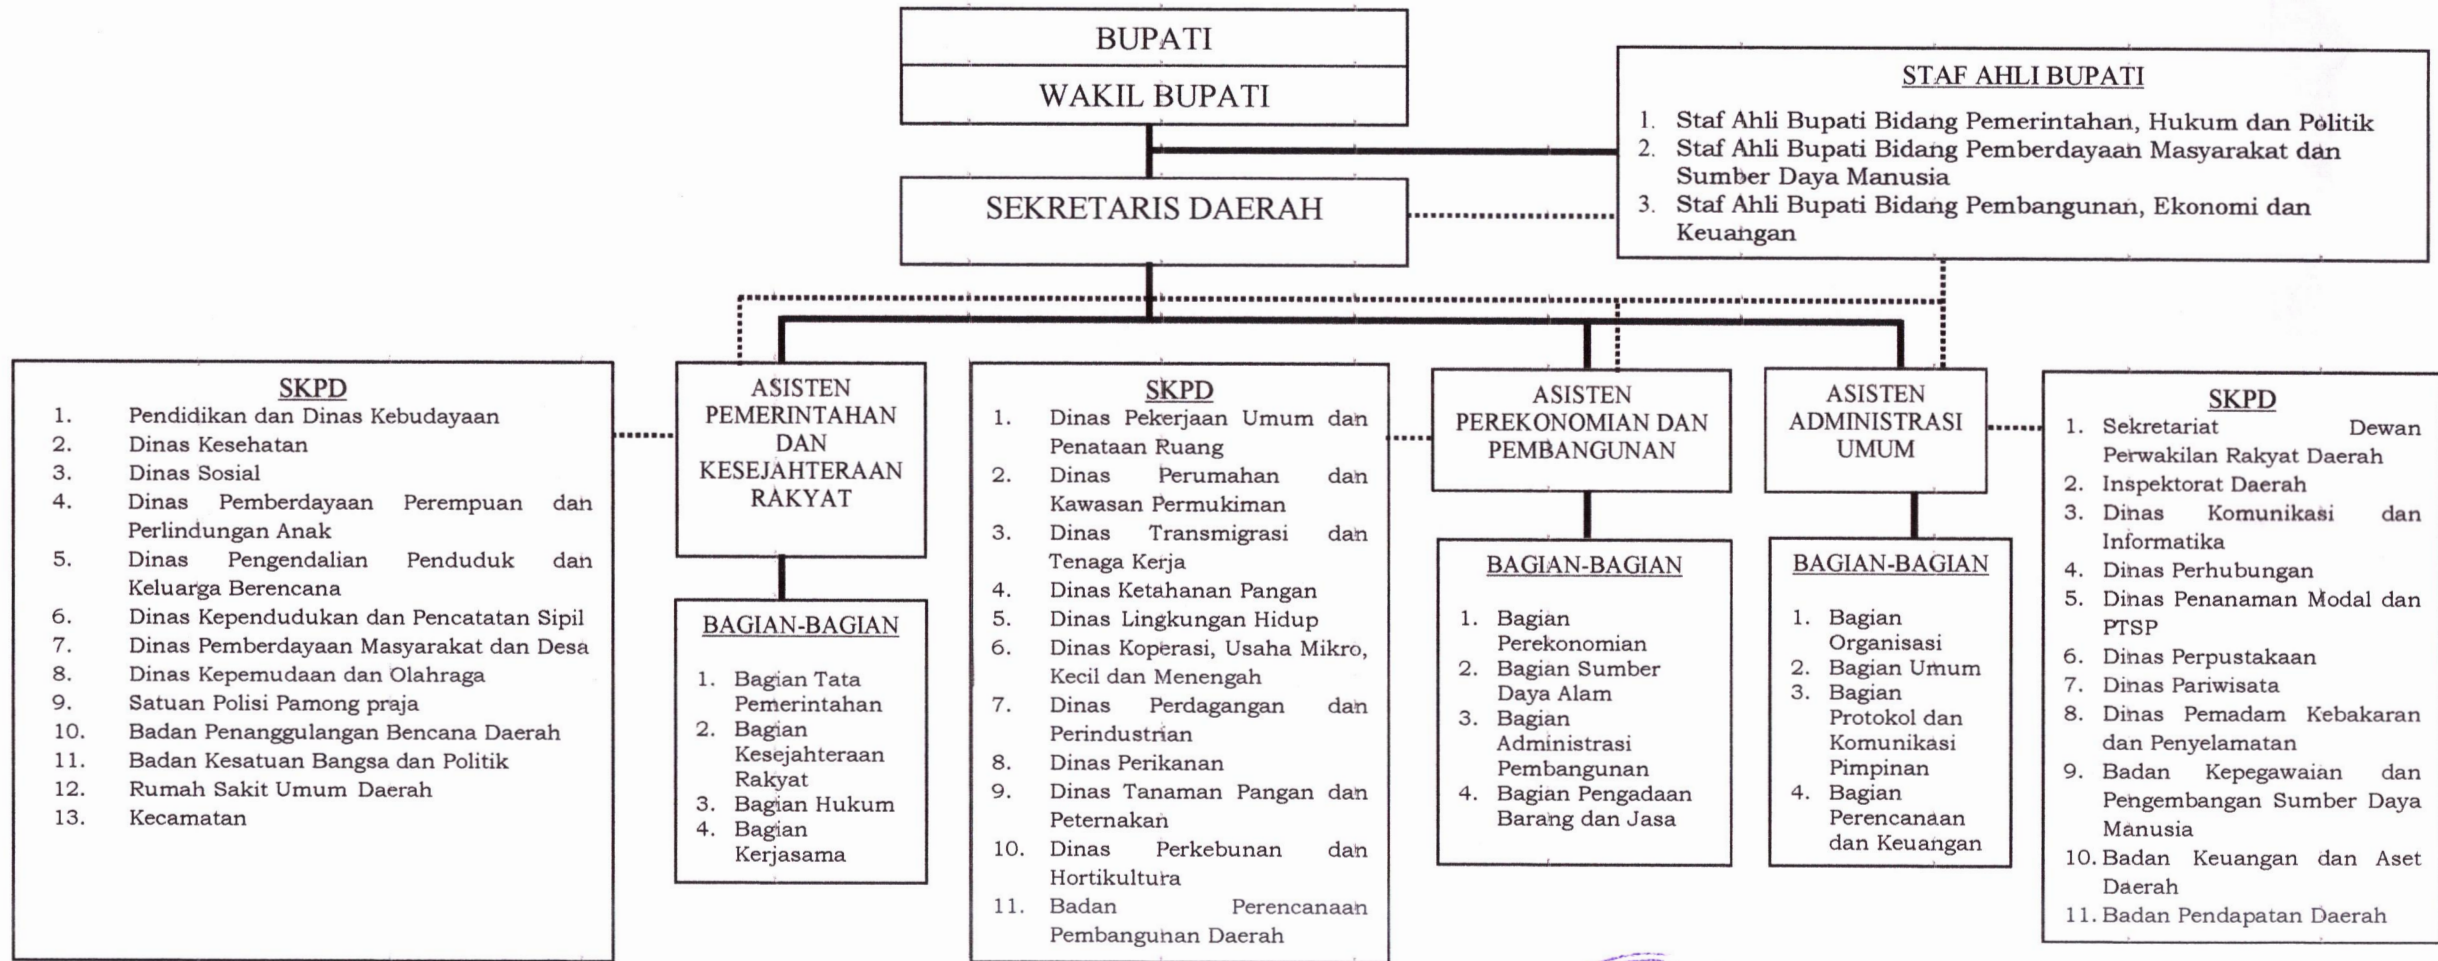 BUPATI
WAKIL BUPATI
STAF AHLI BUPATI
1. Staf Ahli Bupati Bidang Pemerintahan, Hukum dan Politik
2. Staf Ahli Bupati Bidang Pemberdayaan Masyarakat dan
Sumber Daya Manusia
3. Staf Ahli Bupati Bidang Pembangunan, Ekonomi dan
Keuangan
SEKRETARIS DAERAH
SKPD
1. Pendidikan dan Dinas Kebudayaan
2. Dinas Kesehatan
3. Dinas Sosial
4. Dinas Pemberdayaan Perempuan dan
Perlindungan Anak
5. Dinas Pengendalian Penduduk dan
Keluarga Berencana
6. Dinas Kependudukan dan Pencatatan Sipil
7. Dinas Pemberdayaan Masyarakat dan Desa
8. Dinas Kepemudaan dan Olahraga
9. Satuan Polisi Pamong praja
10. Badan Penanggulangan Bencana Daerah
11. Badan Kesatuan Bangsa dan Politik
12. Rumah Sakit Umum Daerah
13. Kecamatan
ASISTEN
PEMERINTAHAN
DAN
KESEJAHTERAAN
RAKYAT
BAGIAN-BAGIAN
1. Bagian Tata
Pemerintahan
2. Bagian
Kesejahteraan
Rakyat
3. Bagian Hukum
4. Bagian
Kerjasama
SKPD
1. Dinas Pekerjaan Umum dan
Penataan Ruang
2. Dinas Perumahan dan
Kawasan Permukiman
3. Dinas Transmigrasi dan
Tenaga Kerja
4. Dinas Ketahanan Pangan
5. Dinas Lingkungan Hidup
6. Dinas Koperasi, Usaha Mikro,
Kecil dan Menengah
7. Dinas Perdagangan dan
Perindustrian
8. Dinas Perikanan
9. Dinas Tanaman Pangan dan
Peternakan
10. Dinas Perkebunan dan
Hortikultura
11. Badan Perencanaan
Pembangunan Daerah
ASISTEN
PEREKONOMIAN DAN
PEMBANGUNAN
BAGIAN-BAGIAN
1. Bagian
Perekonomian
2. Bagian Sumber
Daya Alam
3. Bagian
Administrasi
Pembangunan
4. Bagian Pengadaan
Barang dan Jasa
ASISTEN
ADMINISTRASI
UMUM
BAGIAN-BAGIAN
1. Bagian
Organisasi
2. Bagian Umum
3. Bagian
Protokol dan
Komunikasi
Pimpinan
4. Bagian
Perencanaan
dan Keuangan
SKPD
1. Sekretariat Dewan
Perwakilan Rakyat Daerah
2. Inspektorat Daerah
3. Dinas Komunikasi dan
Informatika
4. Dinas Perhubungan
5. Dinas Penanaman Modal dan
PTSP
6. Dinas Perpustakaan
7. Dinas Pariwisata
8. Dinas Pemadam Kebakaran
dan Penyelamatan
9. Badan Kepegawaian dan
Pengembangan Sumber Daya
Manusia
10. Badan Keuangan dan Aset
Daerah
11. Badan Pendapatan Daerah